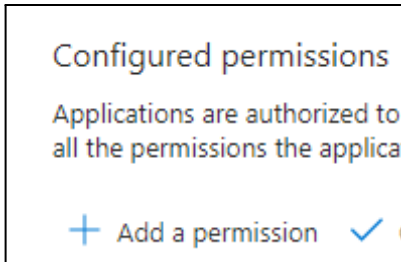 Configured permissions
Applications are authorized to
all the permissions the applica
Add a permission